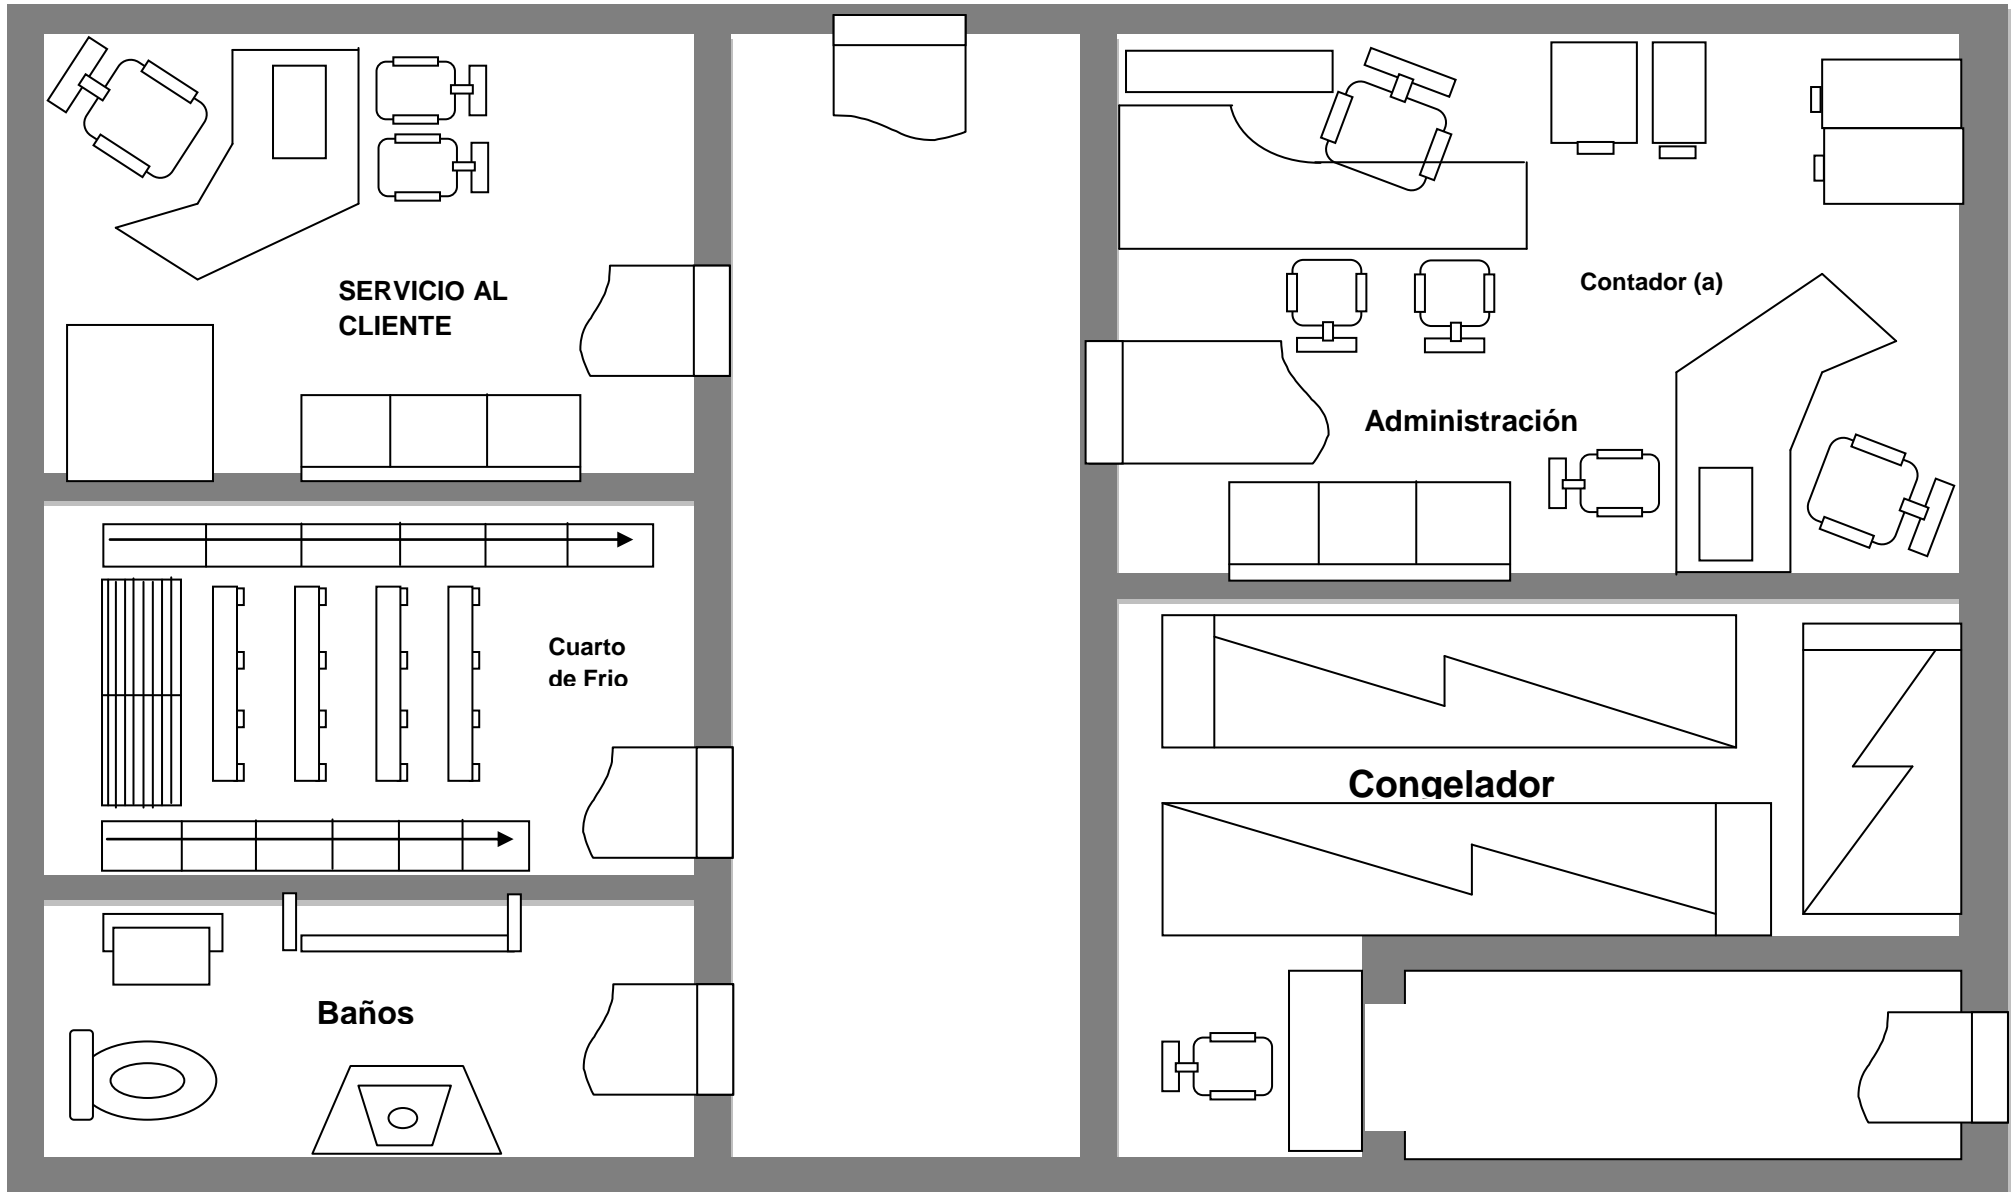 SERVICIO AL
CLIENTE
Contador (a)
Administración
Cuarto
de Frio
Congelador
Baños